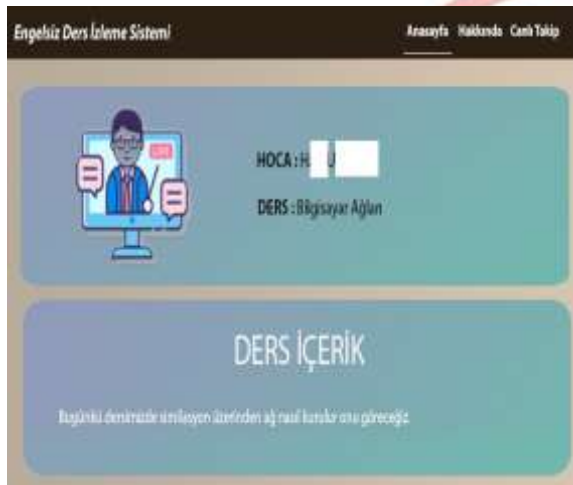 Engelsiz Ders İzleme Sistemi
Anasayfa Hakkında Canlı Takip
HOCA : H
DERS : Bilgisayar Ağları
DERS İÇERİK
Bugünkü dersimizde similasyon üzerinden ağ nasıl kurulur onu göreceğiz.